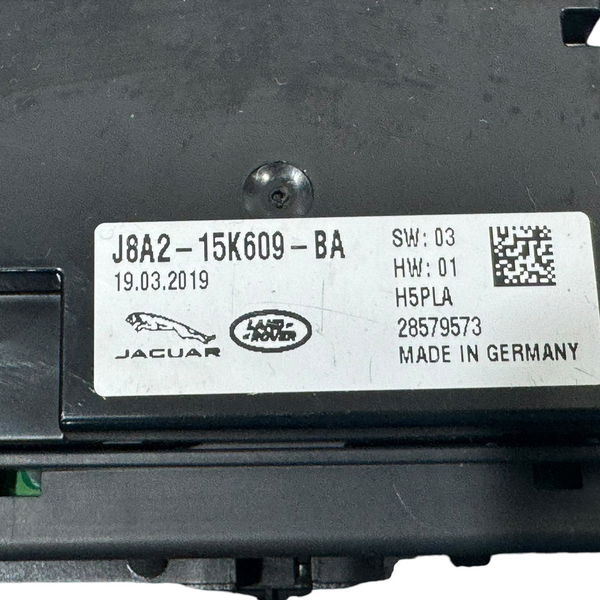 J8A2-15K609-BA
19.03.2019
JAGUAR
LAND ROVER
SW: 03
HW: 01
H5PLA
28579573
MADE IN GERMANY